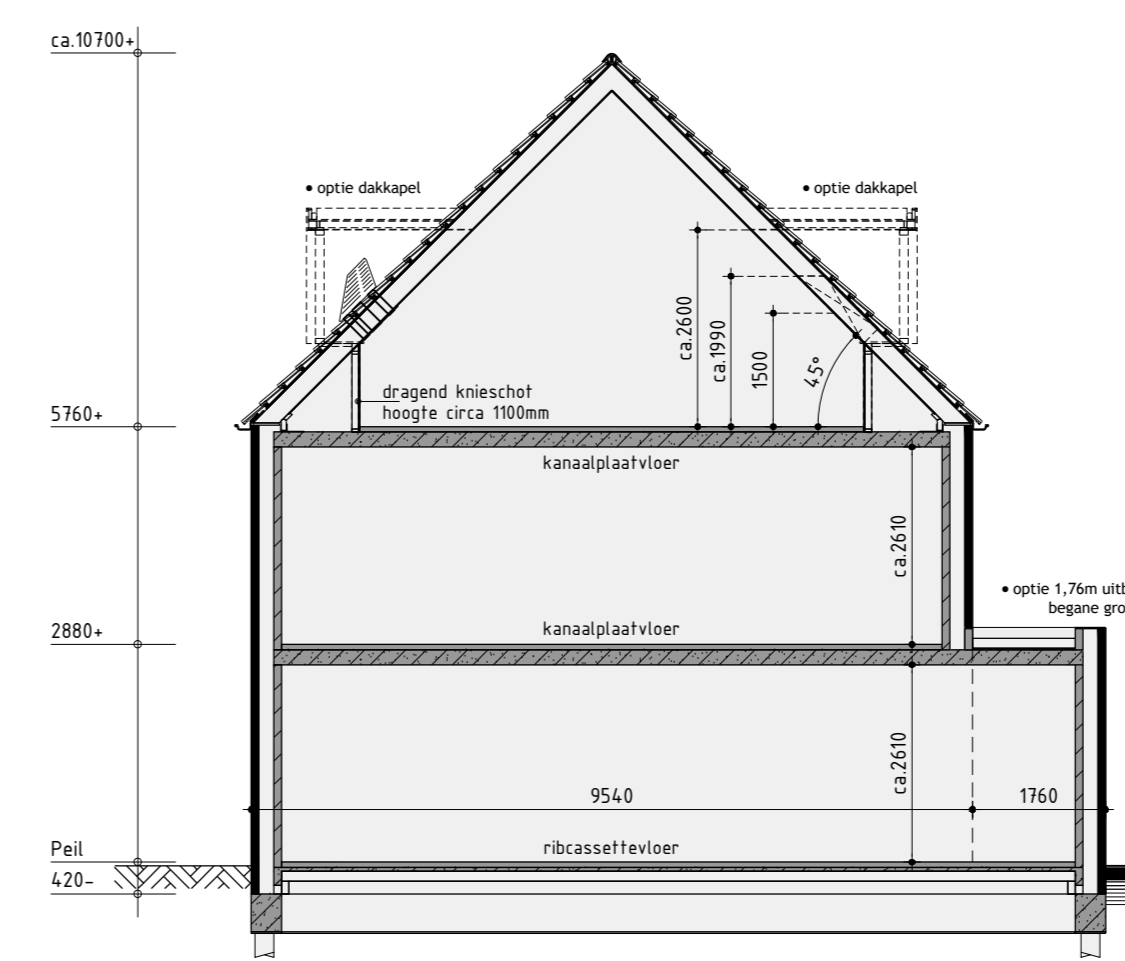 ca.10700+
• optie dakkapel
• optie dakkapel
ca.2600
ca.1990
1500
45°
dragend knieschot
hoogte circa 1100mm
5760+
kanaalplaatvloer
ca.2610
• optie 1,76m uitb
begane gro
2880+
kanaalplaatvloer
ca.2610
9540
1760
Peil
ribcassettevloer
420-